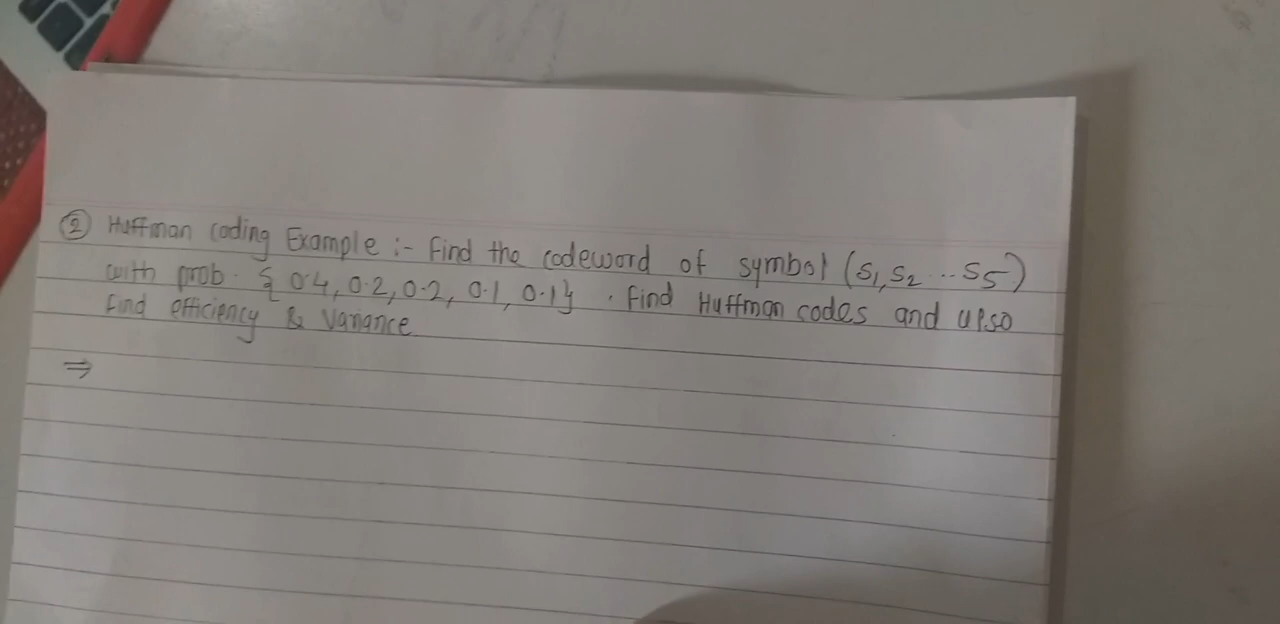 ② Huffman coding Example :- Find the codeword of symbol (S1, S2 ... S5)
with prob. { 0.4, 0.2, 0.2, 0.1, 0.1} . Find Huffman codes and also
find efficiency & Variance
⇒